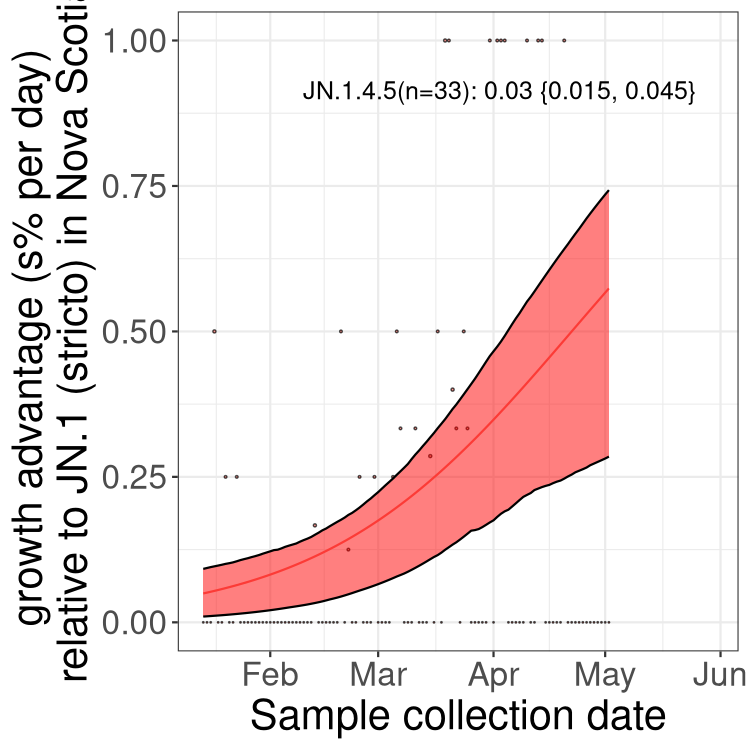 growth advantage (s% per day)
relative to JN.1 (stricto) in Nova Scotia
1.00
0.75
0.50
0.25
0.00
JN.1.4.5(n=33): 0.03 {0.015, 0.045}
Feb Mar Apr May Jun
Sample collection date